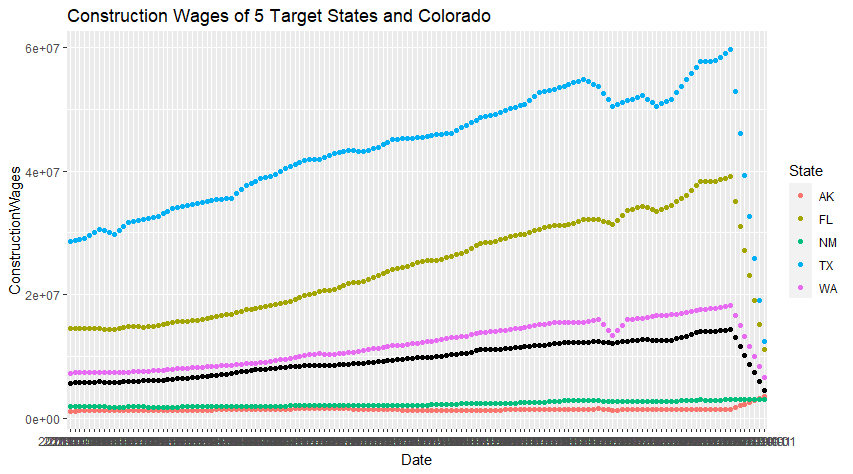 Construction Wages of 5 Target States and Colorado
6e+07
4e+07
2e+07
0e+00
ConstructionWages
Date
State
AK
FL
NM
TX
WA